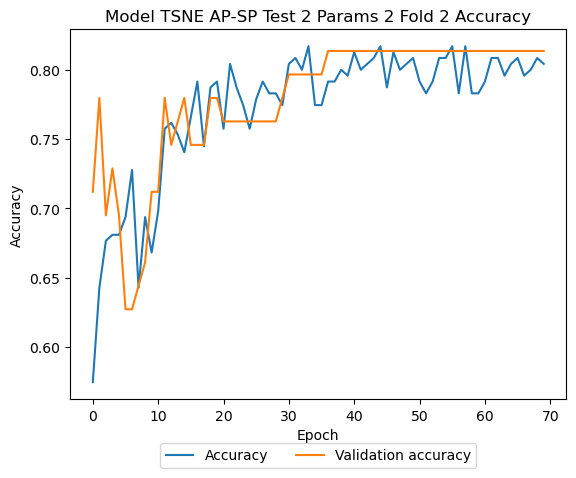 Model TSNE AP-SP Test 2 Params 2 Fold 2 Accuracy
0.80
0.75
0.70
0.65
0.60
Accuracy
0 10 20 30 40 50 60 70
Epoch
Accuracy Validation accuracy